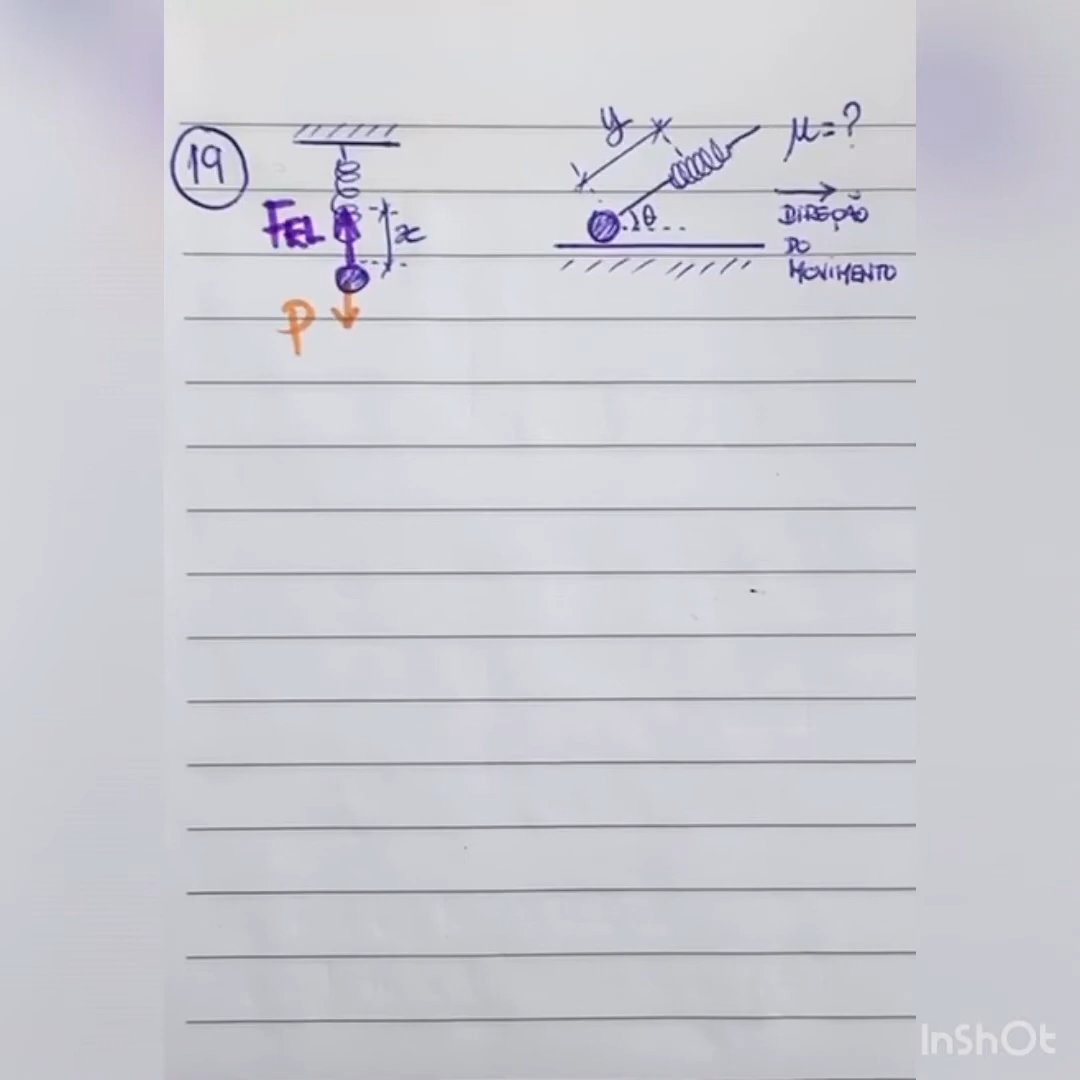 19
FEL
x
P
y
θ
μ=?
DIREÇÃO
DO
MOVIMENTO
InShOt